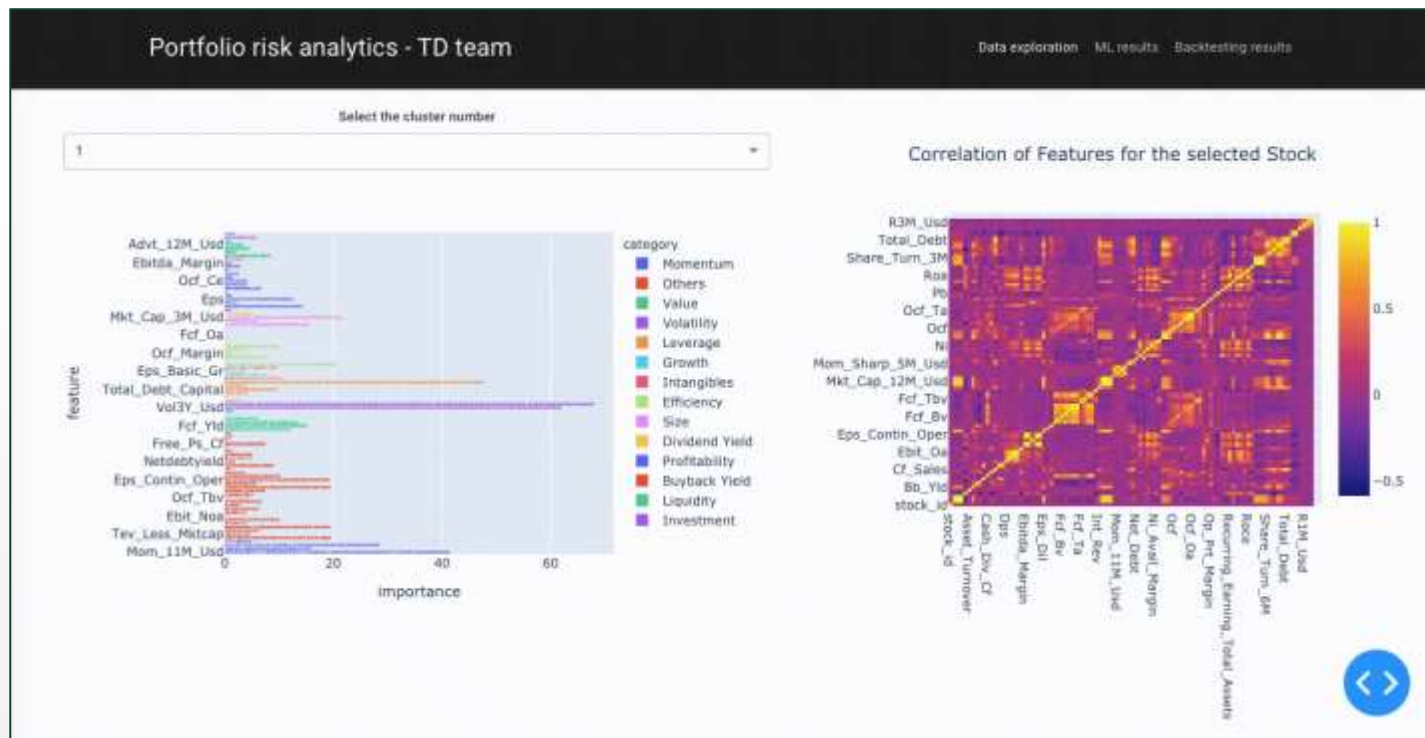 Portfolio risk analytics - TD team
Data exploration ML results Backtesting results
Select the cluster number
1
Correlation of Features for the selected Stock
feature
Advt_12M_Usd
Ebitda_Margin
Ocf_Ce
Eps
Mkt_Cap_3M_Usd
Fcf_Oa
Ocf_Margin
Eps_Basic_Gr
Total_Debt_Capital
Vol3Y_Usd
Fcf_Yld
Free_Ps_Cf
Netdebtyield
Eps_Contin_Oper
Ocf_Tbv
Ebit_Noa
Tev_Less_Mktcap
Mom_11M_Usd
0 20 40 60
importance
category
Momentum
Others
Value
Volatility
Leverage
Growth
Intangibles
Efficiency
Size
Dividend Yield
Profitability
Buyback Yield
Liquidity
Investment
R3M_Usd
Total_Debt
Share_Turn_3M
Roa
Pb
Ocf_Ta
Ocf
Ni
Mom_Sharp_5M_Usd
Mkt_Cap_12M_Usd
Fcf_Tbv
Fcf_Bv
Eps_Contin_Oper
Ebit_Oa
Cf_Sales
Bb_Yld
stock_id
stock_id
Asset_Turnover
Cash_Div_Cf
Dps
Ebitda_Margin
Eps_Dil
Fcf_Bv
Fcf_Ta
Int_Rev
Mom_11M_Usd
Net_Debt
Ni_Avail_Margin
Ocf
Ocf_Oa
Op_Prt_Margin
Recurring_Earning_Total_Assets
Roce
Share_Turn_6M
Total_Debt
R1M_Usd
1
0.5
0
−0.5